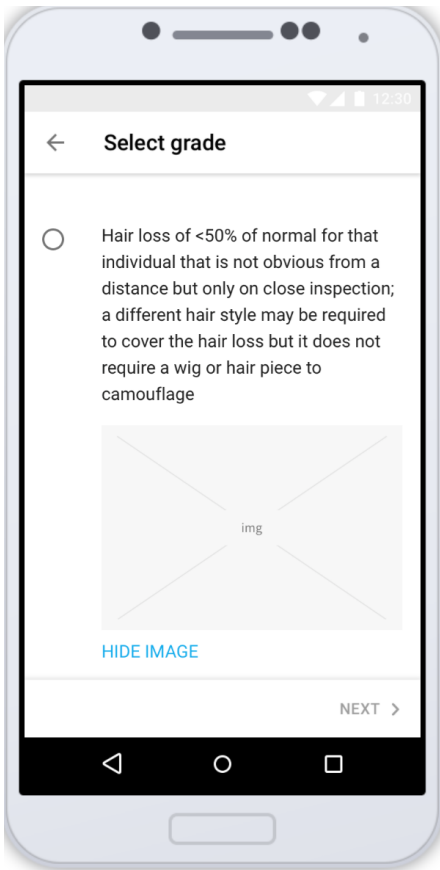 12:30
Select grade
Hair loss of <50% of normal for that
individual that is not obvious from a
distance but only on close inspection;
a different hair style may be required
to cover the hair loss but it does not
require a wig or hair piece to
camouflage
img
HIDE IMAGE
NEXT